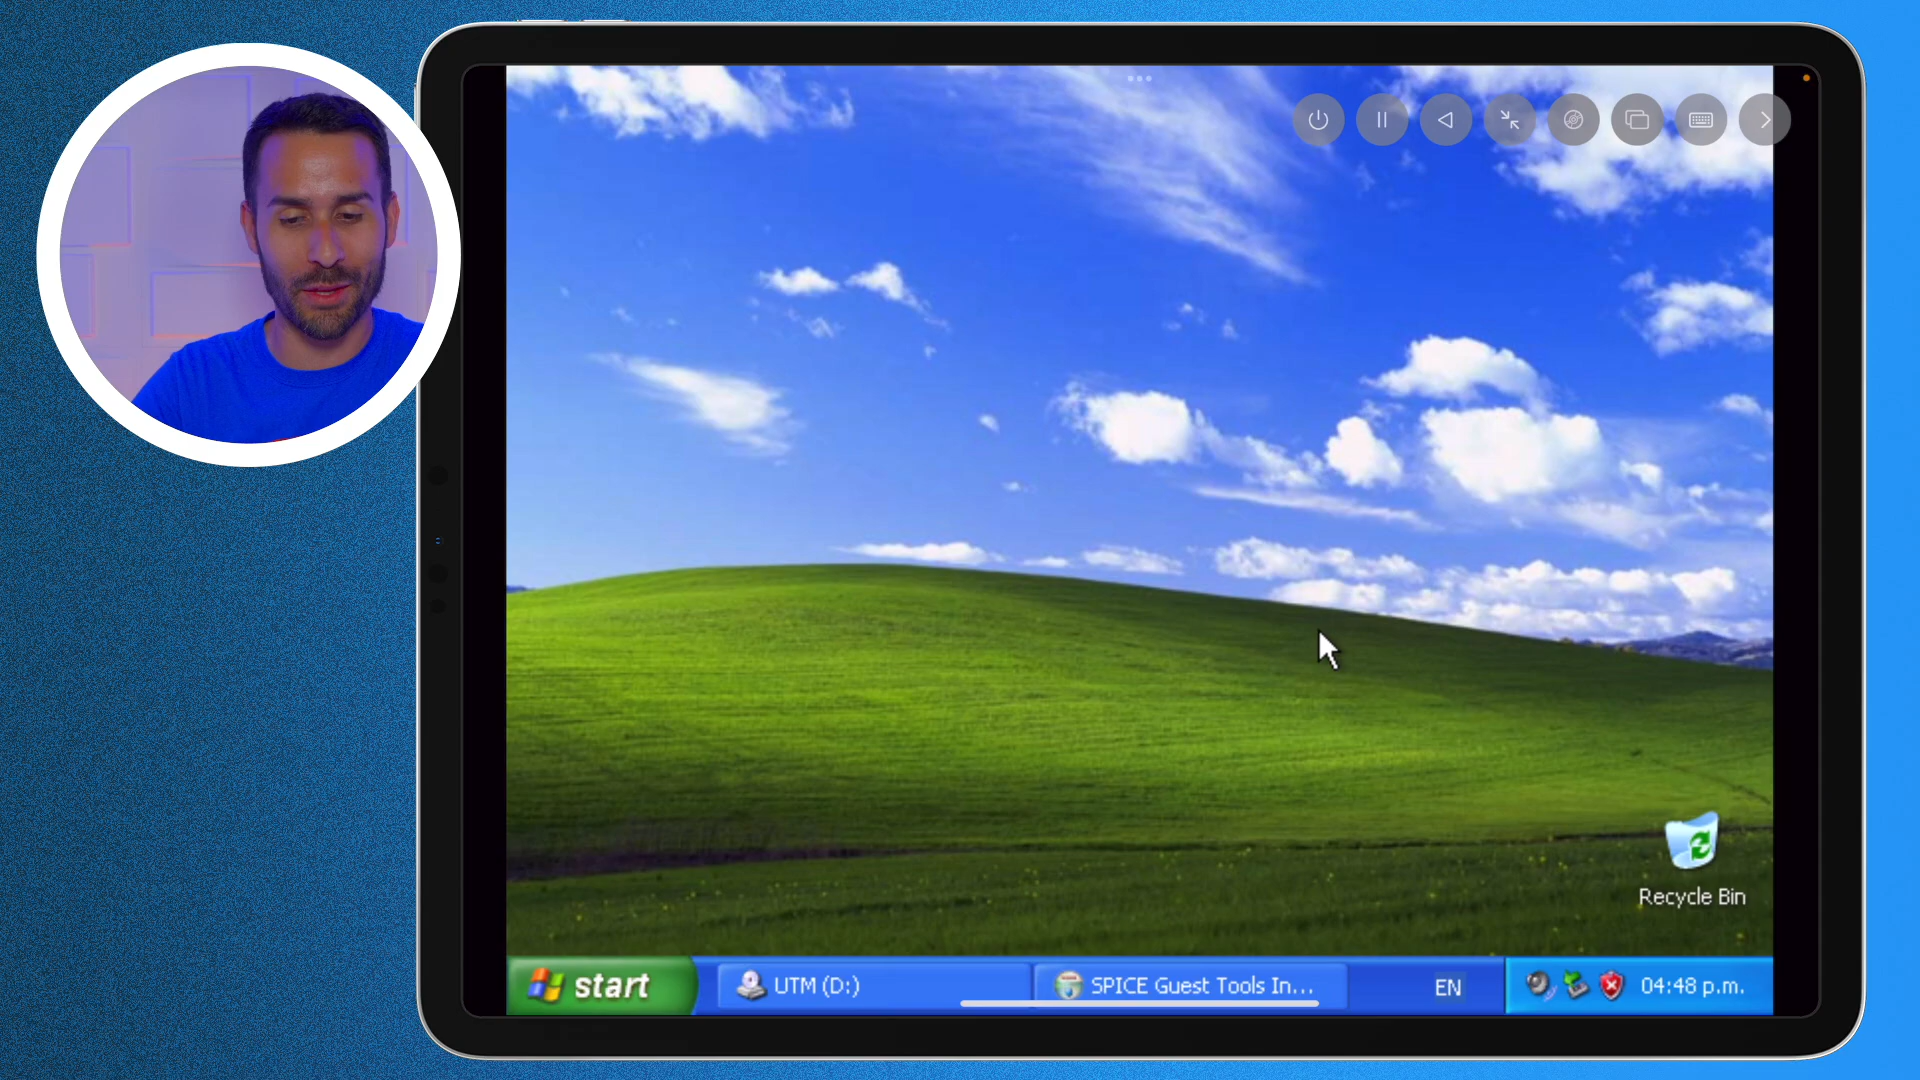 Recycle Bin
start
UTM (D:)
SPICE Guest Tools In...
EN
04:48 p.m.